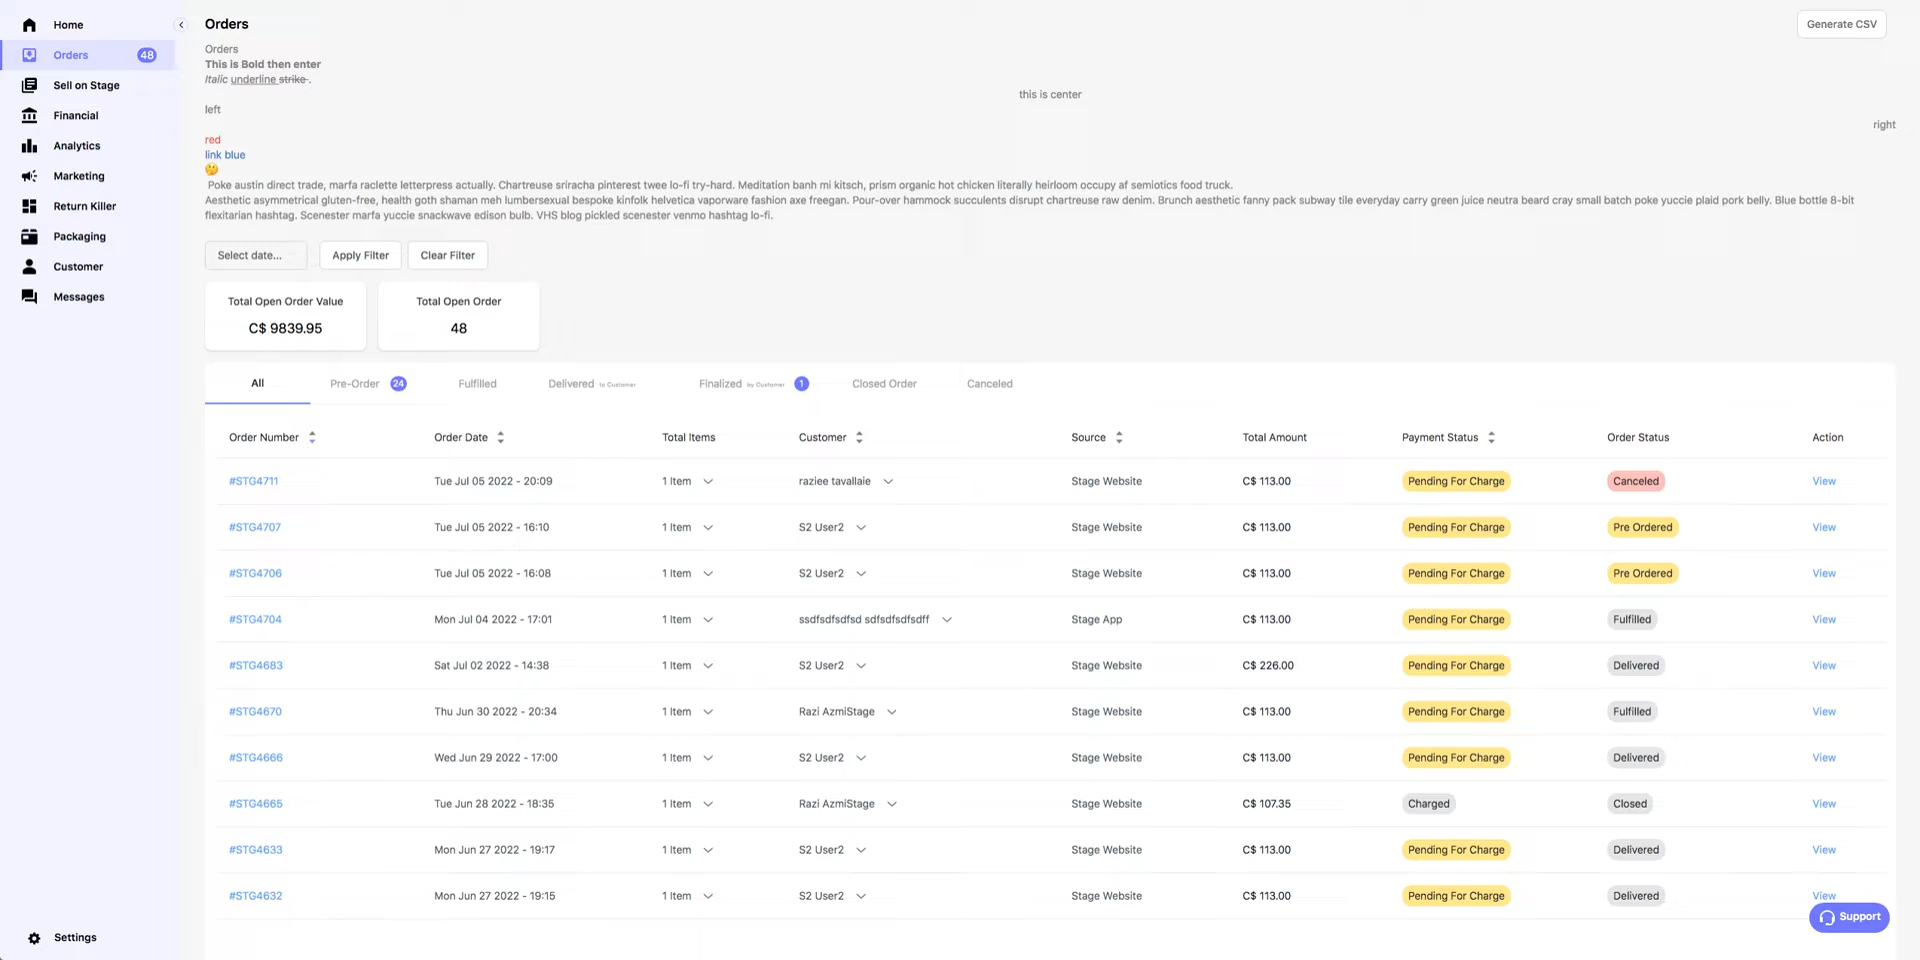 Home
Orders 48
Sell on Stage
Financial
Analytics
Marketing
Return Killer
Packaging
Customer
Messages
Settings
Orders
Generate CSV
Orders
This is Bold then enter
Italic underline strike .
this is center
left
right
red
link blue
🤔
Poke austin direct trade, marfa raclette letterpress actually. Chartreuse sriracha pinterest twee lo-fi try-hard. Meditation banh mi kitsch, prism organic hot chicken literally heirloom occupy af semiotics food truck.
Aesthetic asymmetrical gluten-free, health goth shaman meh lumbersexual bespoke kinfolk helvetica vaporware fashion axe freegan. Pour-over hammock succulents disrupt chartreuse raw denim. Brunch aesthetic fanny pack subway tile everyday carry green juice neutra beard cray small batch poke yuccie plaid pork belly. Blue bottle 8-bit
flexitarian hashtag. Scenester marfa yuccie snackwave edison bulb. VHS blog pickled scenester venmo hashtag lo-fi.
Select date... Apply Filter Clear Filter
Total Open Order Value Total Open Order
C$ 9839.95 48
All Pre-Order 24 Fulfilled Delivered to Customer Finalized by Customer 1 Closed Order Canceled
Order Number Order Date Total Items Customer Source Total Amount Payment Status Order Status Action
#STG4711 Tue Jul 05 2022 - 20:09 1 Item raziee tavallaie Stage Website C$ 113.00 Pending For Charge Canceled View
#STG4707 Tue Jul 05 2022 - 16:10 1 Item S2 User2 Stage Website C$ 113.00 Pending For Charge Pre Ordered View
#STG4706 Tue Jul 05 2022 - 16:08 1 Item S2 User2 Stage Website C$ 113.00 Pending For Charge Pre Ordered View
#STG4704 Mon Jul 04 2022 - 17:01 1 Item ssdfsdfsdfsd sdfsdfsdfsdff Stage App C$ 113.00 Pending For Charge Fulfilled View
#STG4683 Sat Jul 02 2022 - 14:38 1 Item S2 User2 Stage Website C$ 226.00 Pending For Charge Delivered View
#STG4670 Thu Jun 30 2022 - 20:34 1 Item Razi AzmiStage Stage Website C$ 113.00 Pending For Charge Fulfilled View
#STG4666 Wed Jun 29 2022 - 17:00 1 Item S2 User2 Stage Website C$ 113.00 Pending For Charge Delivered View
#STG4665 Tue Jun 28 2022 - 18:35 1 Item Razi AzmiStage Stage Website C$ 107.35 Charged Closed View
#STG4633 Mon Jun 27 2022 - 19:17 1 Item S2 User2 Stage Website C$ 113.00 Pending For Charge Delivered View
#STG4632 Mon Jun 27 2022 - 19:15 1 Item S2 User2 Stage Website C$ 113.00 Pending For Charge Delivered View
Support